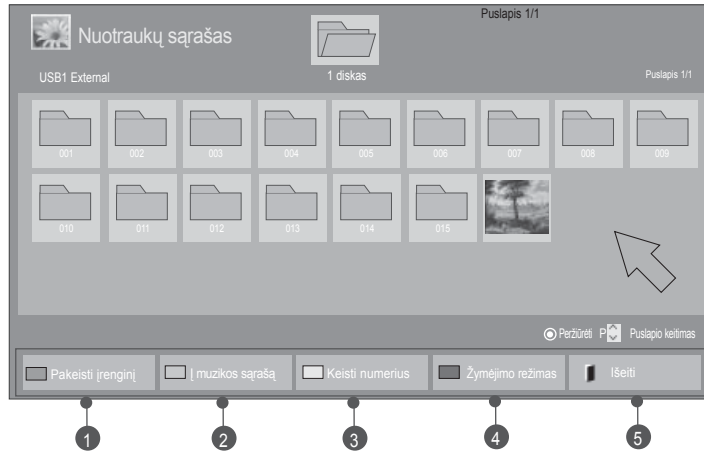 Puslapis 1/1
Nuotraukų sąrašas
USB1 External
1 diskas
Puslapis 1/1
001 002 003 004 005 006 007 008 009
010 011 012 013 014 015
Peržiūrėti P Puslapio keitimas
Pakeisti įrenginį Į muzikos sąrašą Keisti numerius Žymėjimo režimas Išeiti
1 2 3 4 5